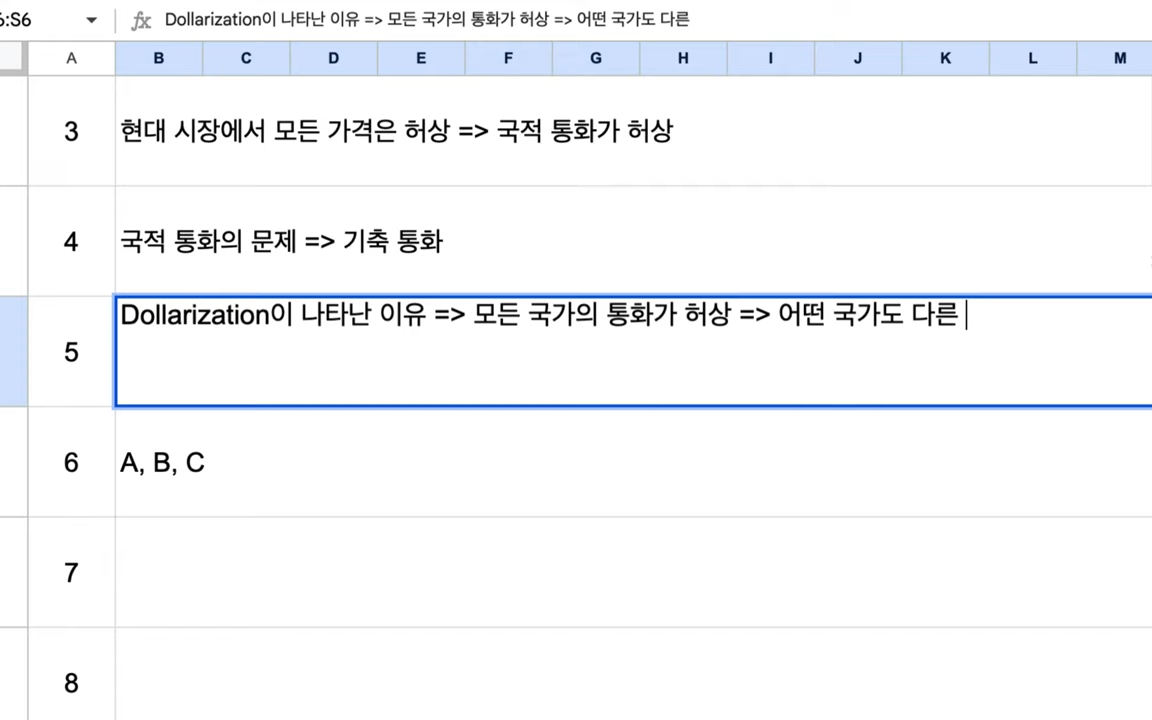 6:S6
fx Dollarization이 나타난 이유 => 모든 국가의 통화가 허상 => 어떤 국가도 다른
A B C D E F G H I J K L M
3 현대 시장에서 모든 가격은 허상 => 국적 통화가 허상
4 국적 통화의 문제 => 기축 통화
5 Dollarization이 나타난 이유 => 모든 국가의 통화가 허상 => 어떤 국가도 다른
6 A, B, C
7
8